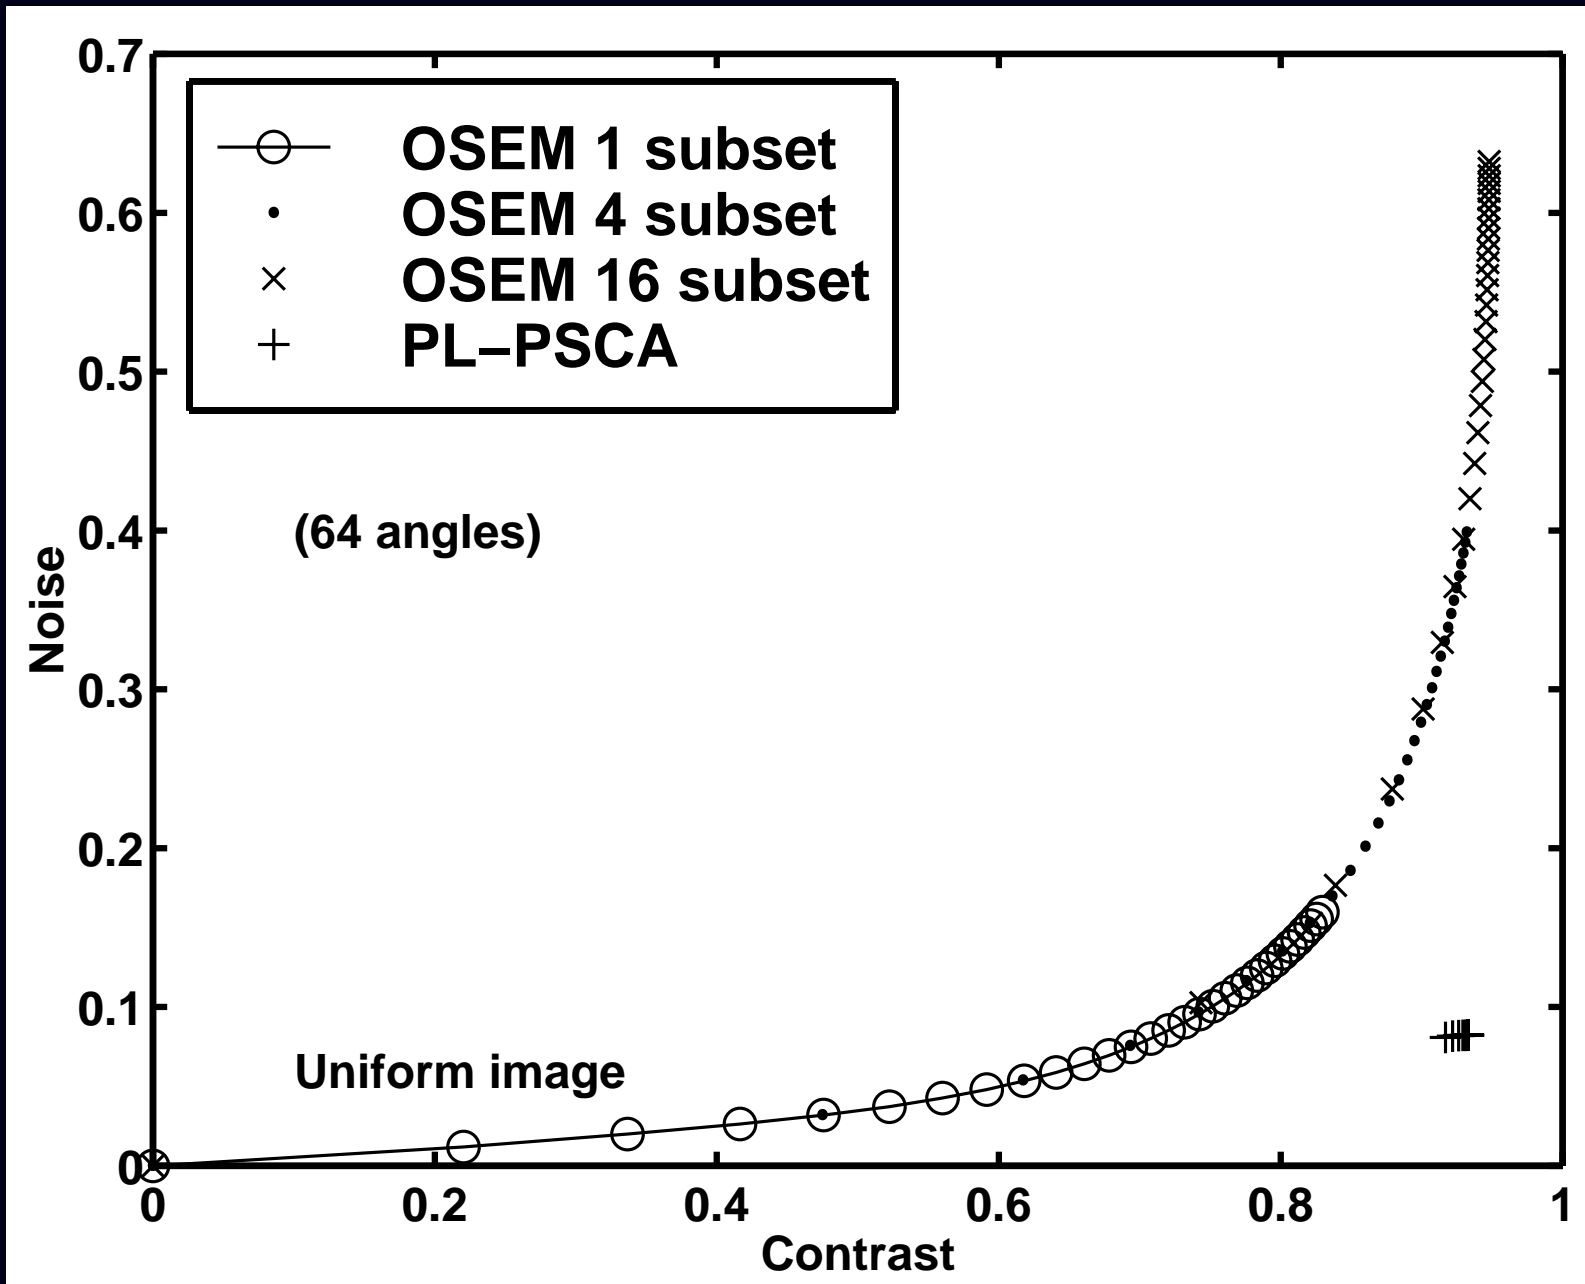 0.7
0.6
0.5
0.4
0.3
0.2
0.1
0
Noise
OSEM 1 subset
OSEM 4 subset
OSEM 16 subset
PL–PSCA
(64 angles)
Uniform image
0 0.2 0.4 0.6 0.8 1
Contrast